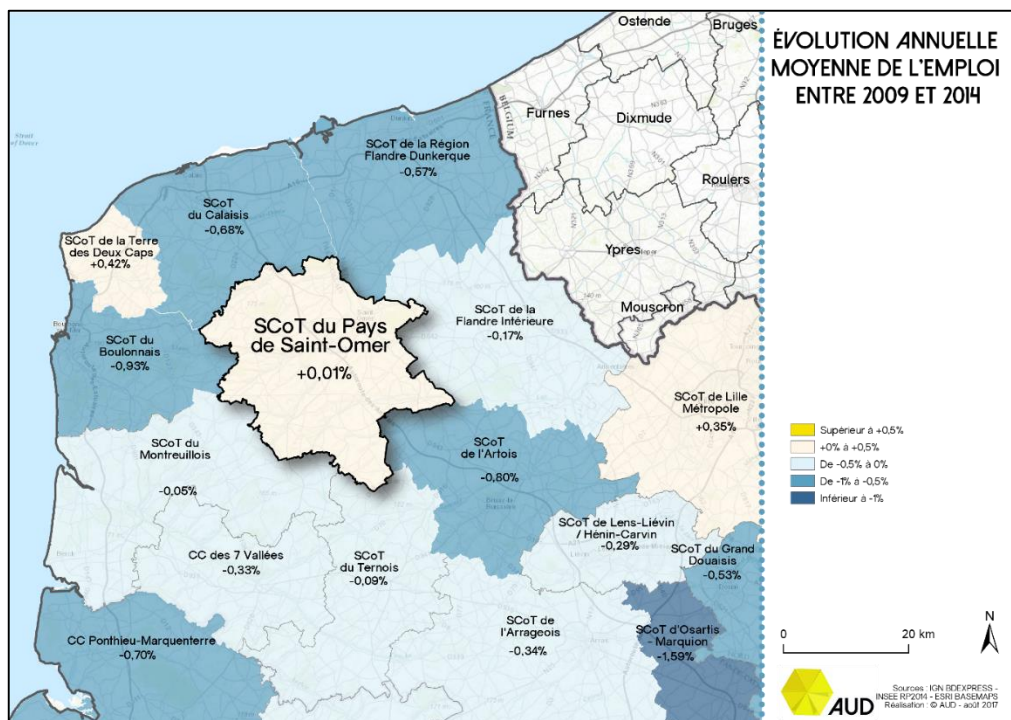 ÉVOLUTION ANNUELLE
MOYENNE DE L'EMPLOI
ENTRE 2009 ET 2014
Ostende
Bruges
Furnes
Dixmude
BELGIUM
FRANCE
Roulers
Ypres
Mouscron
SCoT de la Région
Flandre Dunkerque
-0,57%
SCoT
du Calaisis
-0,68%
SCoT de la Terre
des Deux Caps
+0,42%
SCoT du Pays
de Saint-Omer
+0,01%
SCoT de la
Flandre Intérieure
-0,17%
SCoT du
Boulonnais
-0,93%
SCoT de Lille
Métropole
+0,35%
SCoT du
Montreuillois
-0,05%
SCoT
de l'Artois
-0,80%
SCoT de Lens-Liévin
/ Hénin-Carvin
-0,29%
SCoT du Grand
Douaisis
-0,53%
CC des 7 Vallées
-0,33%
SCoT
du Ternois
-0,09%
CC Ponthieu-Marquenterre
-0,70%
SCoT de
l'Arrageois
-0,34%
SCoT d'Osartis
- Marquion
-1,59%
Supérieur à +0,5%
+0% à +0,5%
De -0,5% à 0%
De -1% à -0,5%
Inférieur à -1%
N
0 20 km
AUD
Sources : IGN BDEXPRESS -
INSEE RP2014 - ESRI BASEMAPS
Réalisation : © AUD - août 2017